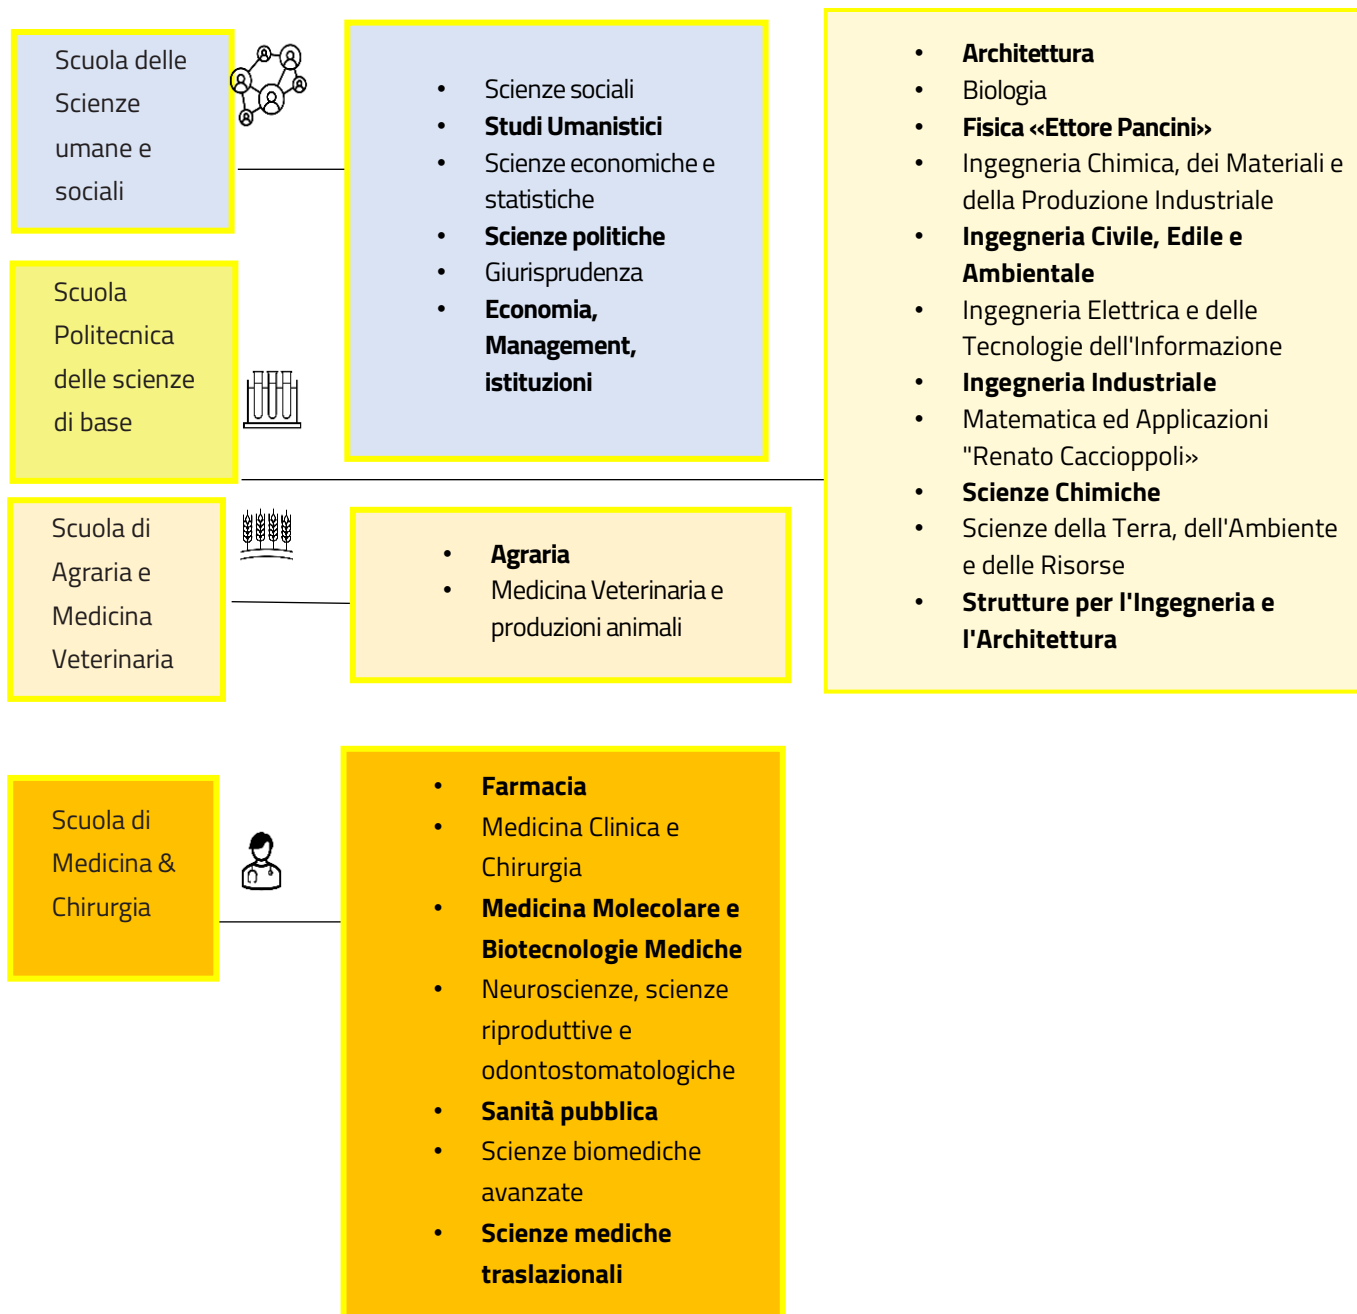 Scuola delle
Scienze
umane e
sociali
• Scienze sociali
• Studi Umanistici
• Scienze economiche e
statistiche
• Scienze politiche
• Giurisprudenza
• Economia,
Management,
istituzioni
Scuola
Politecnica
delle scienze
di base
• Architettura
• Biologia
• Fisica «Ettore Pancini»
• Ingegneria Chimica, dei Materiali e
della Produzione Industriale
• Ingegneria Civile, Edile e
Ambientale
• Ingegneria Elettrica e delle
Tecnologie dell'Informazione
• Ingegneria Industriale
• Matematica ed Applicazioni
"Renato Caccioppoli»
• Scienze Chimiche
• Scienze della Terra, dell'Ambiente
e delle Risorse
• Strutture per l'Ingegneria e
l'Architettura
Scuola di
Agraria e
Medicina
Veterinaria
• Agraria
• Medicina Veterinaria e
produzioni animali
Scuola di
Medicina &
Chirurgia
• Farmacia
• Medicina Clinica e
Chirurgia
• Medicina Molecolare e
Biotecnologie Mediche
• Neuroscienze, scienze
riproduttive e
odontostomatologiche
• Sanità pubblica
• Scienze biomediche
avanzate
• Scienze mediche
traslazionali